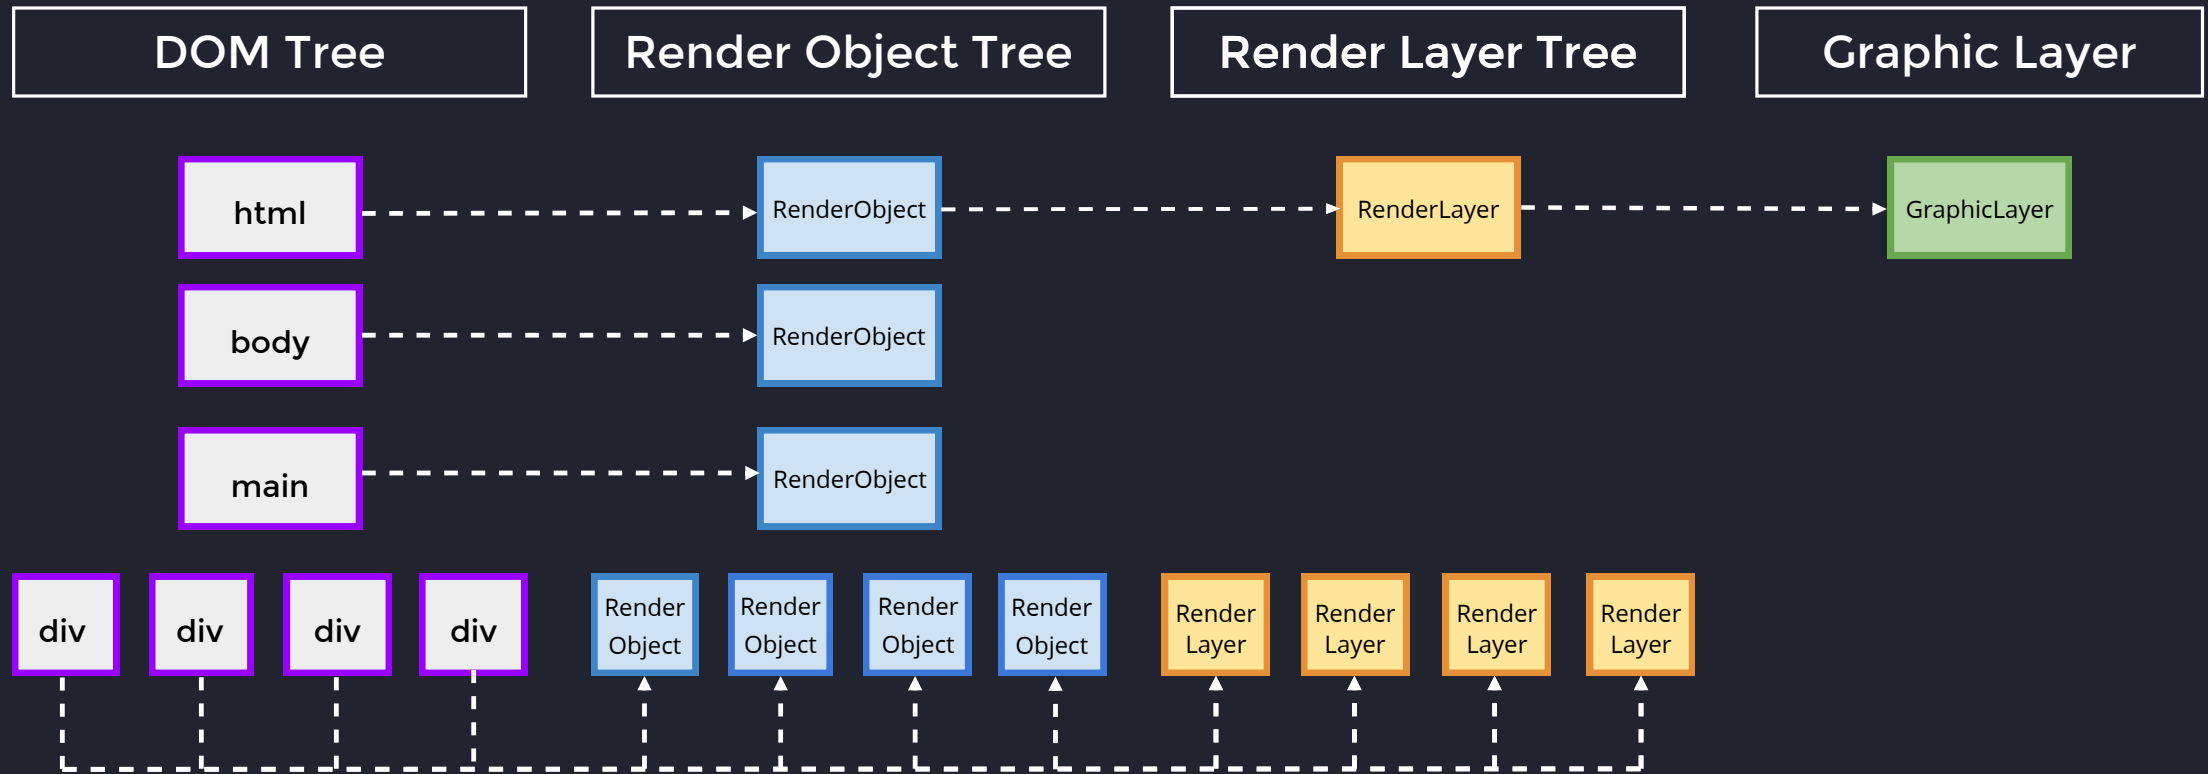 DOM Tree
Render Object Tree
Render Layer Tree
Graphic Layer
html
RenderObject
RenderLayer
GraphicLayer
body
RenderObject
main
RenderObject
div
div
div
div
Render
Object
Render
Object
Render
Object
Render
Object
Render
Layer
Render
Layer
Render
Layer
Render
Layer